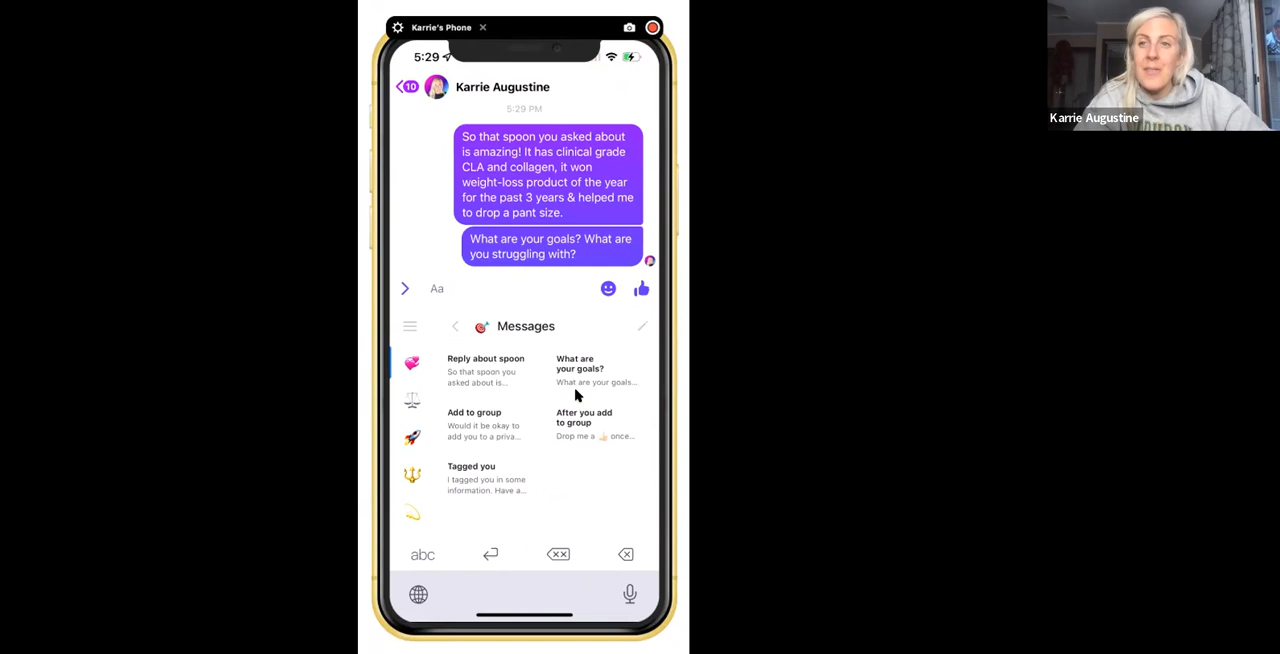 Karrie's Phone
5:29
10
Karrie Augustine
5:29 PM
So that spoon you asked about
is amazing! It has clinical grade
CLA and collagen, it won
weight-loss product of the year
for the past 3 years & helped me
to drop a pant size.
What are your goals? What are
you struggling with?
Aa
Messages
Reply about spoon
So that spoon you
asked about is...
What are
your goals?
What are your goals...
Add to group
Would it be okay to
add you to a priva...
After you add
to group
Drop me a 👍 once...
Tagged you
I tagged you in some
information. Have a...
abc
Karrie Augustine